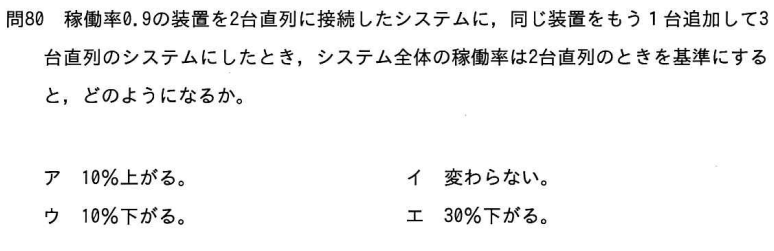 問80 稼働率0.9の装置を2台直列に接続したシステムに，同じ装置をもう１台追加して3
台直列のシステムにしたとき，システム全体の稼働率は2台直列のときを基準にする
と，どのようになるか。
ア 10％上がる。 イ 変わらない。
ウ 10％下がる。 エ 30％下がる。